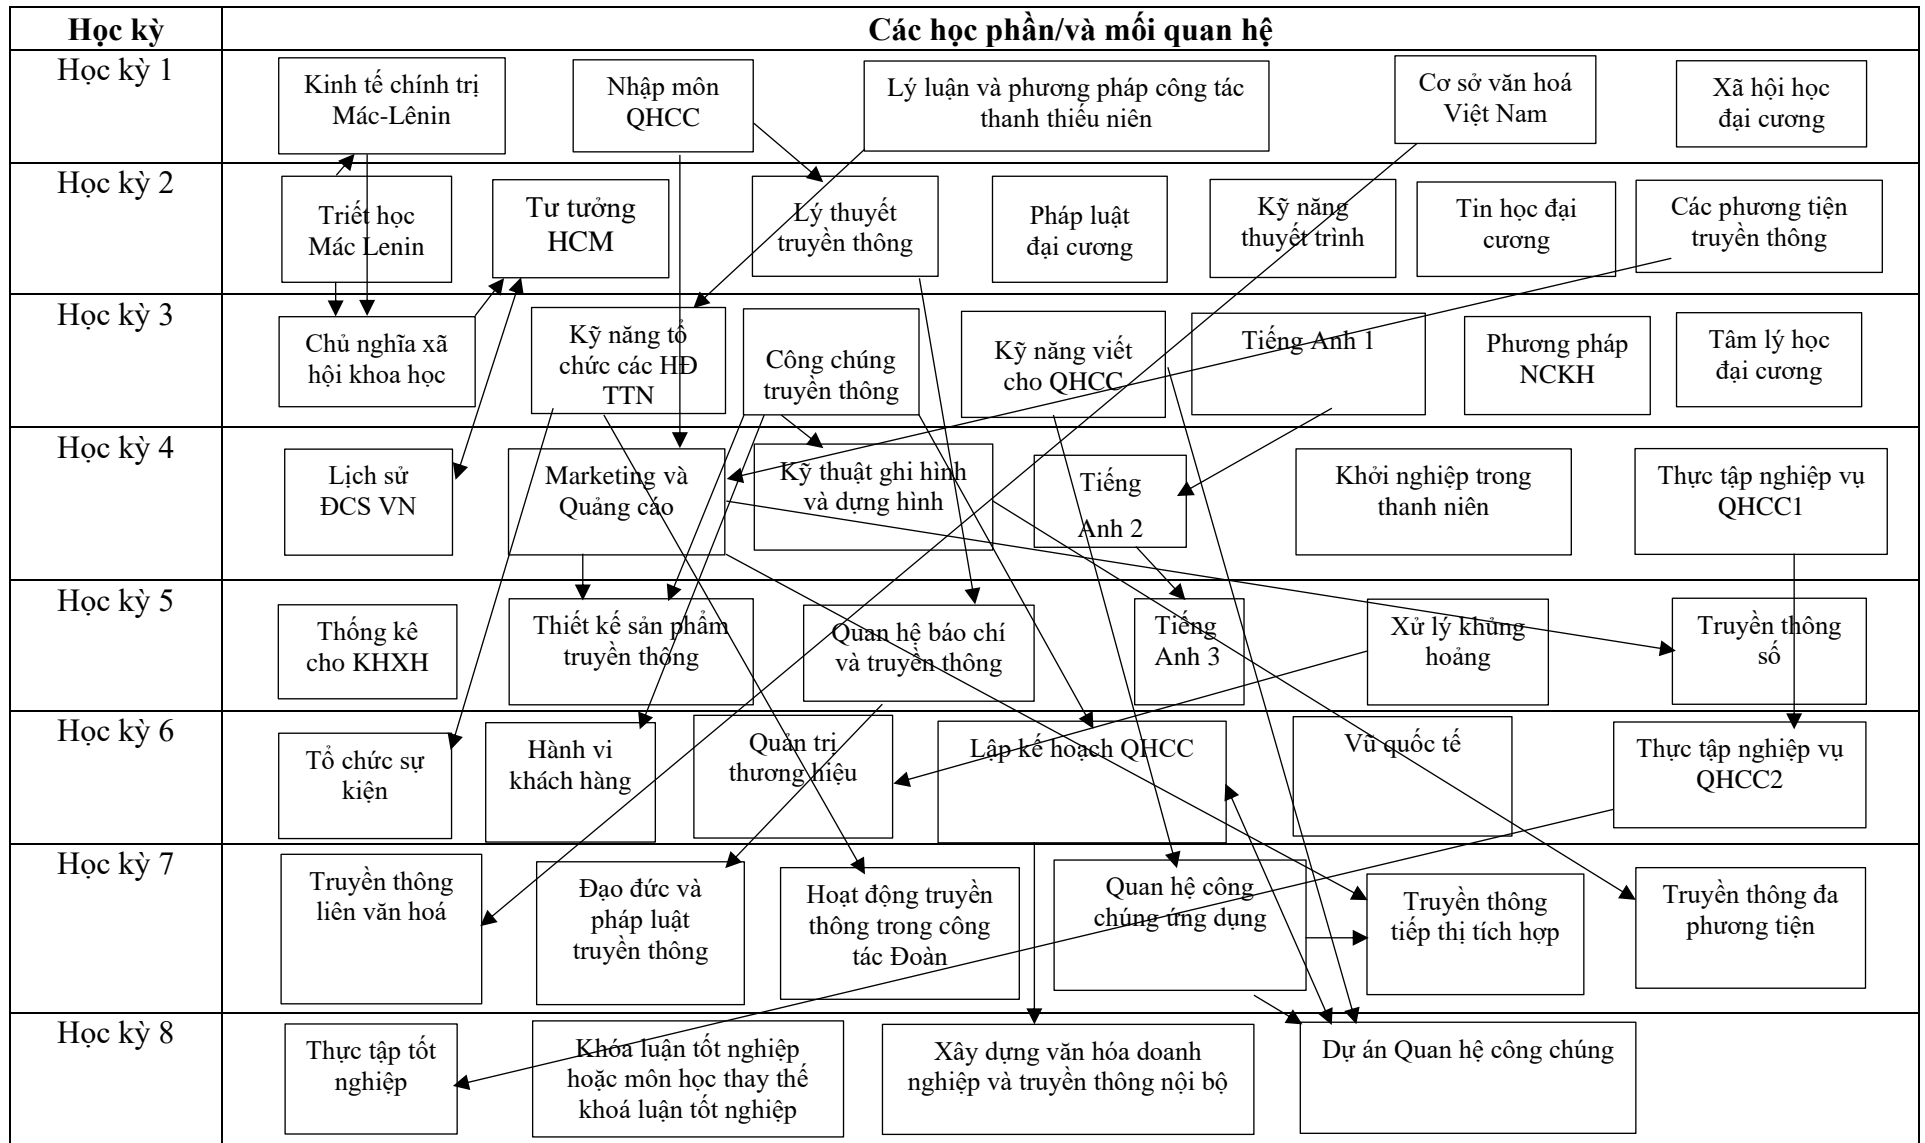 Học kỳ
Các học phần/và mối quan hệ
Học kỳ 1
Kinh tế chính trị
Mác-Lênin
Nhập môn
QHCC
Lý luận và phương pháp công tác
thanh thiếu niên
Cơ sở văn hoá
Việt Nam
Xã hội học
đại cương
Học kỳ 2
Triết học
Mác Lenin
Tư tưởng
HCM
Lý thuyết
truyền thông
Pháp luật
đại cương
Kỹ năng
thuyết trình
Tin học đại
cương
Các phương tiện
truyền thông
Học kỳ 3
Chủ nghĩa xã
hội khoa học
Kỹ năng tổ
chức các HĐ
TTN
Công chúng
truyền thông
Kỹ năng viết
cho QHCC
Tiếng Anh 1
Phương pháp
NCKH
Tâm lý học
đại cương
Học kỳ 4
Lịch sử
ĐCS VN
Marketing và
Quảng cáo
Kỹ thuật ghi hình
và dựng hình
Tiếng
Anh 2
Khởi nghiệp trong
thanh niên
Thực tập nghiệp vụ
QHCC1
Học kỳ 5
Thống kê
cho KHXH
Thiết kế sản phẩm
truyền thông
Quan hệ báo chí
và truyền thông
Tiếng
Anh 3
Xử lý khủng
hoảng
Truyền thông
số
Học kỳ 6
Tổ chức sự
kiện
Hành vi
khách hàng
Quản trị
thương hiệu
Lập kế hoạch QHCC
Vũ quốc tế
Thực tập nghiệp vụ
QHCC2
Học kỳ 7
Truyền thông
liên văn hoá
Đạo đức và
pháp luật
truyền thông
Hoạt động truyền
thông trong công
tác Đoàn
Quan hệ công
chúng ứng dụng
Truyền thông
tiếp thị tích hợp
Truyền thông đa
phương tiện
Học kỳ 8
Thực tập tốt
nghiệp
Khóa luận tốt nghiệp
hoặc môn học thay thế
khoá luận tốt nghiệp
Xây dựng văn hóa doanh
nghiệp và truyền thông nội bộ
Dự án Quan hệ công chúng